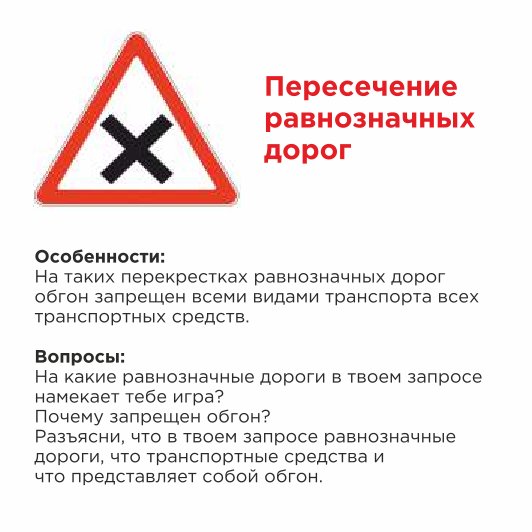 Пересечение
равнозначных
дорог
Особенности:
На таких перекрестках равнозначных дорог
обгон запрещен всеми видами транспорта всех
транспортных средств.
Вопросы:
На какие равнозначные дороги в твоем запросе
намекает тебе игра?
Почему запрещен обгон?
Разъясни, что в твоем запросе равнозначные
дороги, что транспортные средства и
что представляет собой обгон.